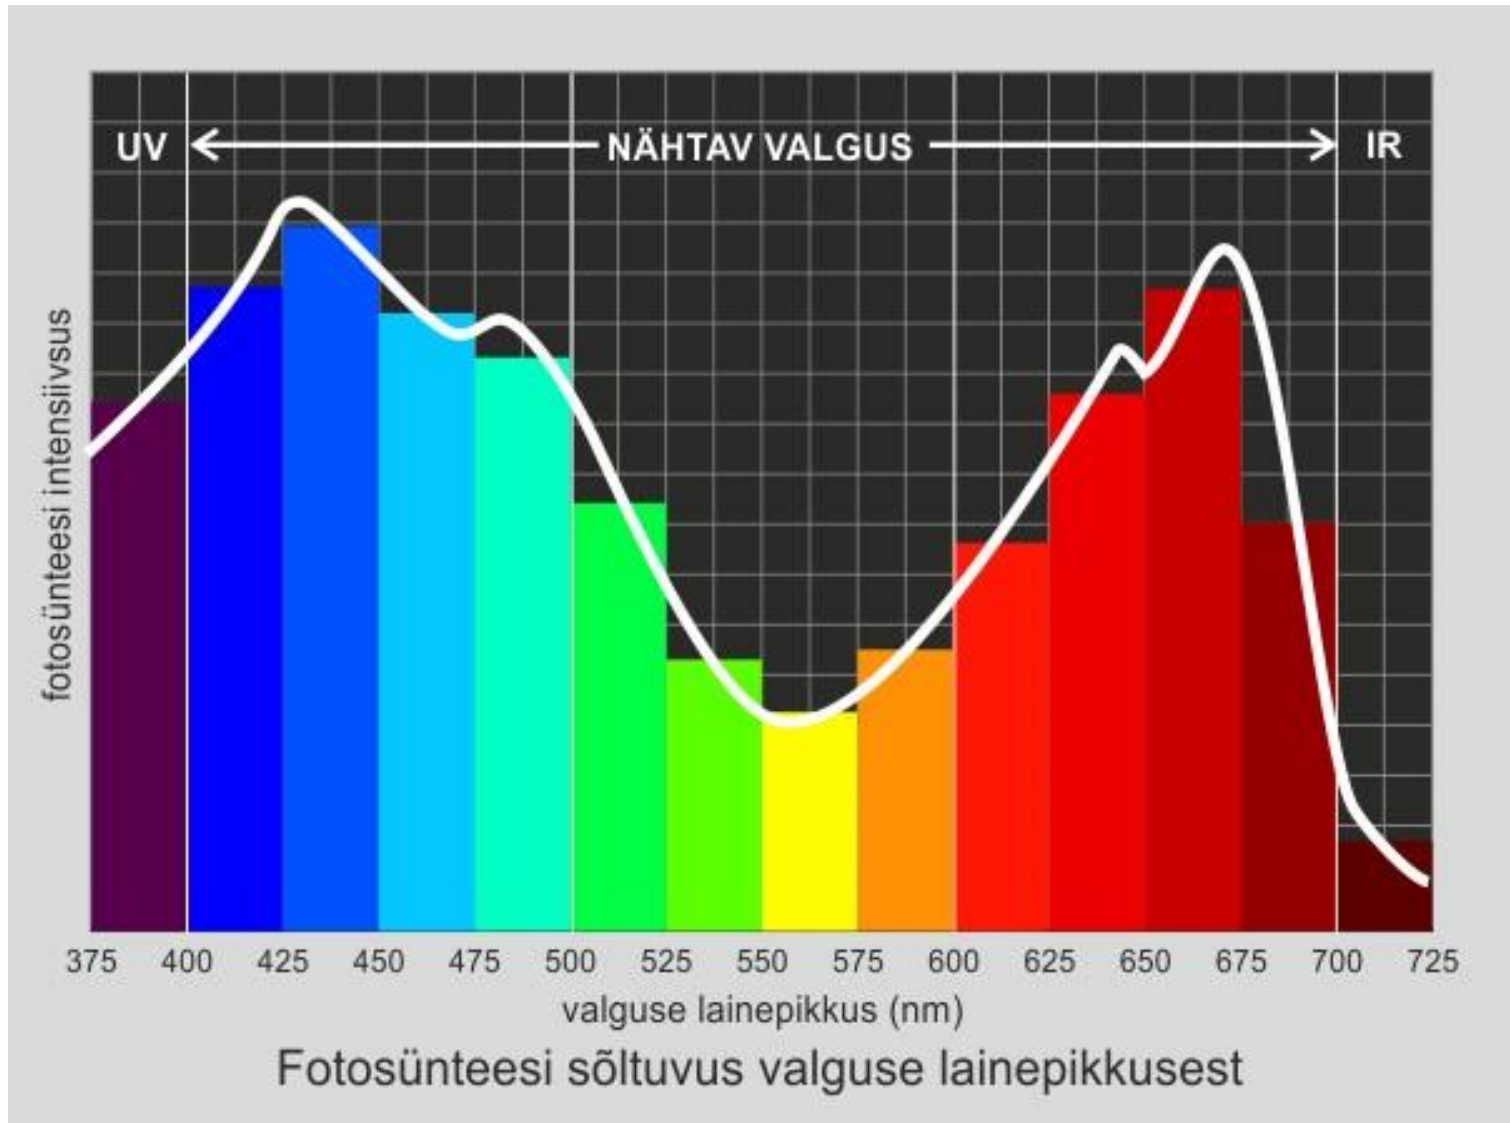 UV
NÄHTAV VALGUS
IR
fotosünteesi intensiivsus
375 400 425 450 475 500 525 550 575 600 625 650 675 700 725
valguse lainepikkus (nm)
Fotosünteesi sõltuvus valguse lainepikkusest